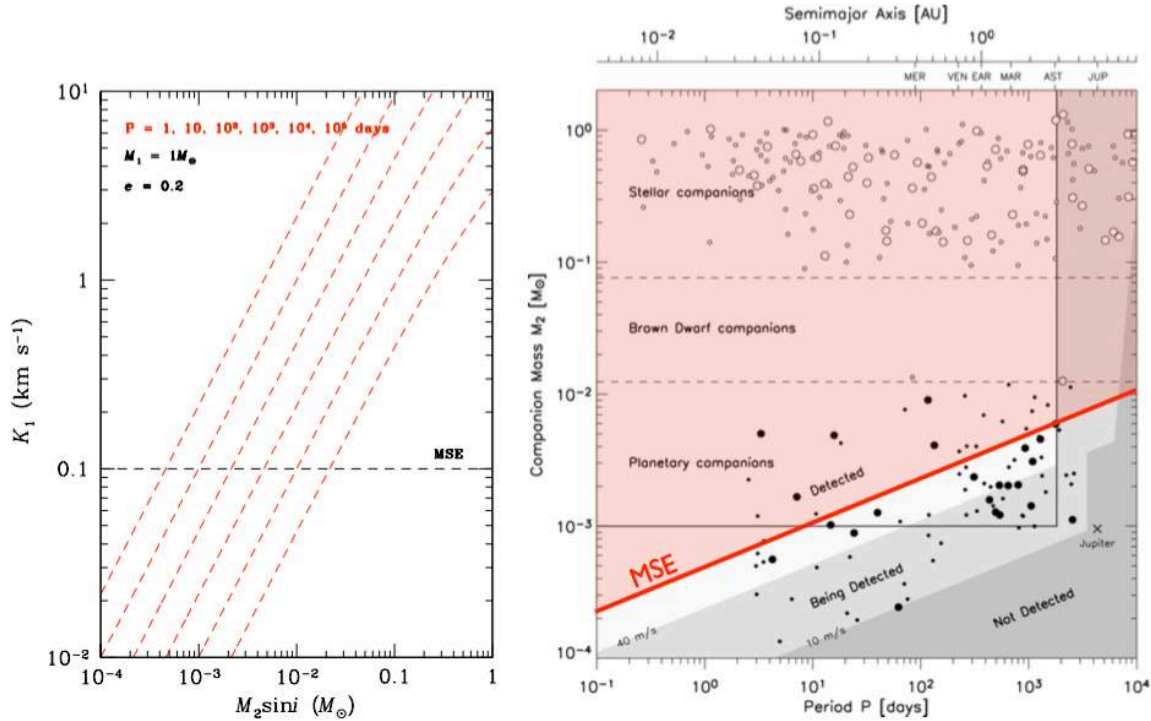 P = 1, 10, 10², 10³, 10⁴, 10⁵ days
M₁ = 1M⊙
e = 0.2
MSE
10¹
1
0.1
10⁻²
K₁ (km s⁻¹)
10⁻⁴
10⁻³
10⁻²
0.1
1
M₂sini (M⊙)
Semimajor Axis [AU]
10⁻²
10⁻¹
10⁰
MER VEN EAR MAR AST JUP
10⁰
10⁻¹
10⁻²
10⁻³
10⁻⁴
Companion Mass M₂ [M⊙]
Stellar companions
Brown Dwarf companions
Planetary companions
Detected
MSE
Being Detected
Jupiter
Not Detected
40 m/s
10 m/s
10⁻¹
10⁰
10¹
10²
10³
10⁴
Period P [days]